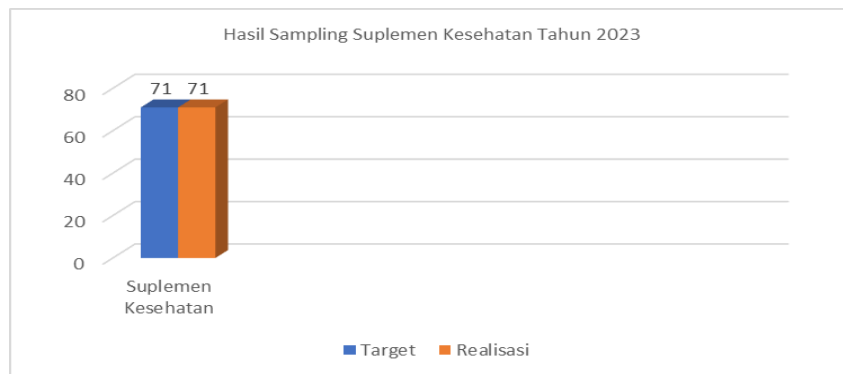 Hasil Sampling Suplemen Kesehatan Tahun 2023
71 71
80
60
40
20
0
Suplemen
Kesehatan
Target Realisasi